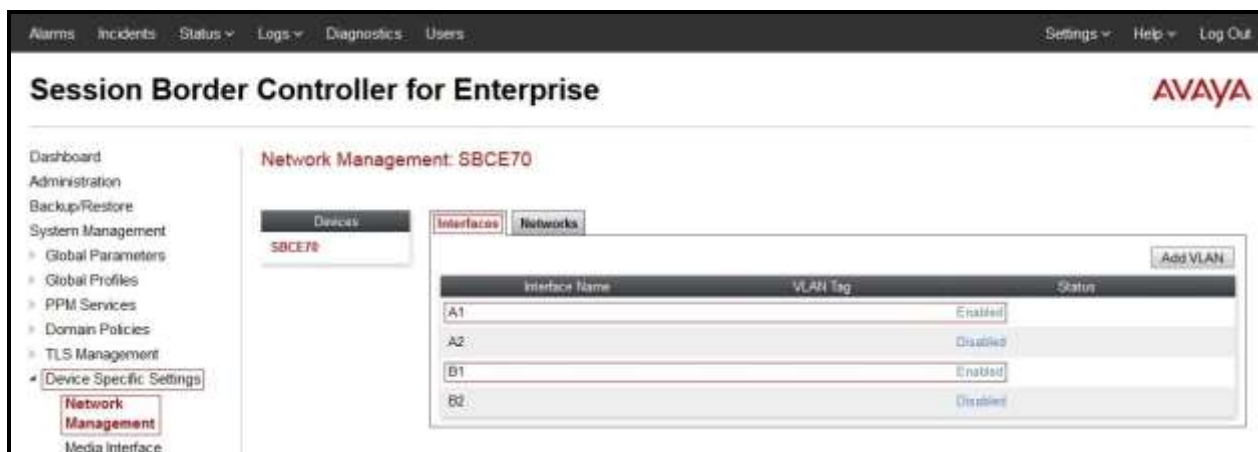 Alarms Incidents Status Logs Diagnostics Users Settings Help Log Out
Session Border Controller for Enterprise
AVAYA
Dashboard
Administration
Backup/Restore
System Management
Global Parameters
Global Profiles
PPM Services
Domain Policies
TLS Management
Device Specific Settings
Network
Management
Media Interface
Network Management: SBCE70
Devices
SBCE70
Interfaces Networks
Add VLAN
Interface Name VLAN Tag Status
A1 Enabled
A2 Disabled
B1 Enabled
B2 Disabled